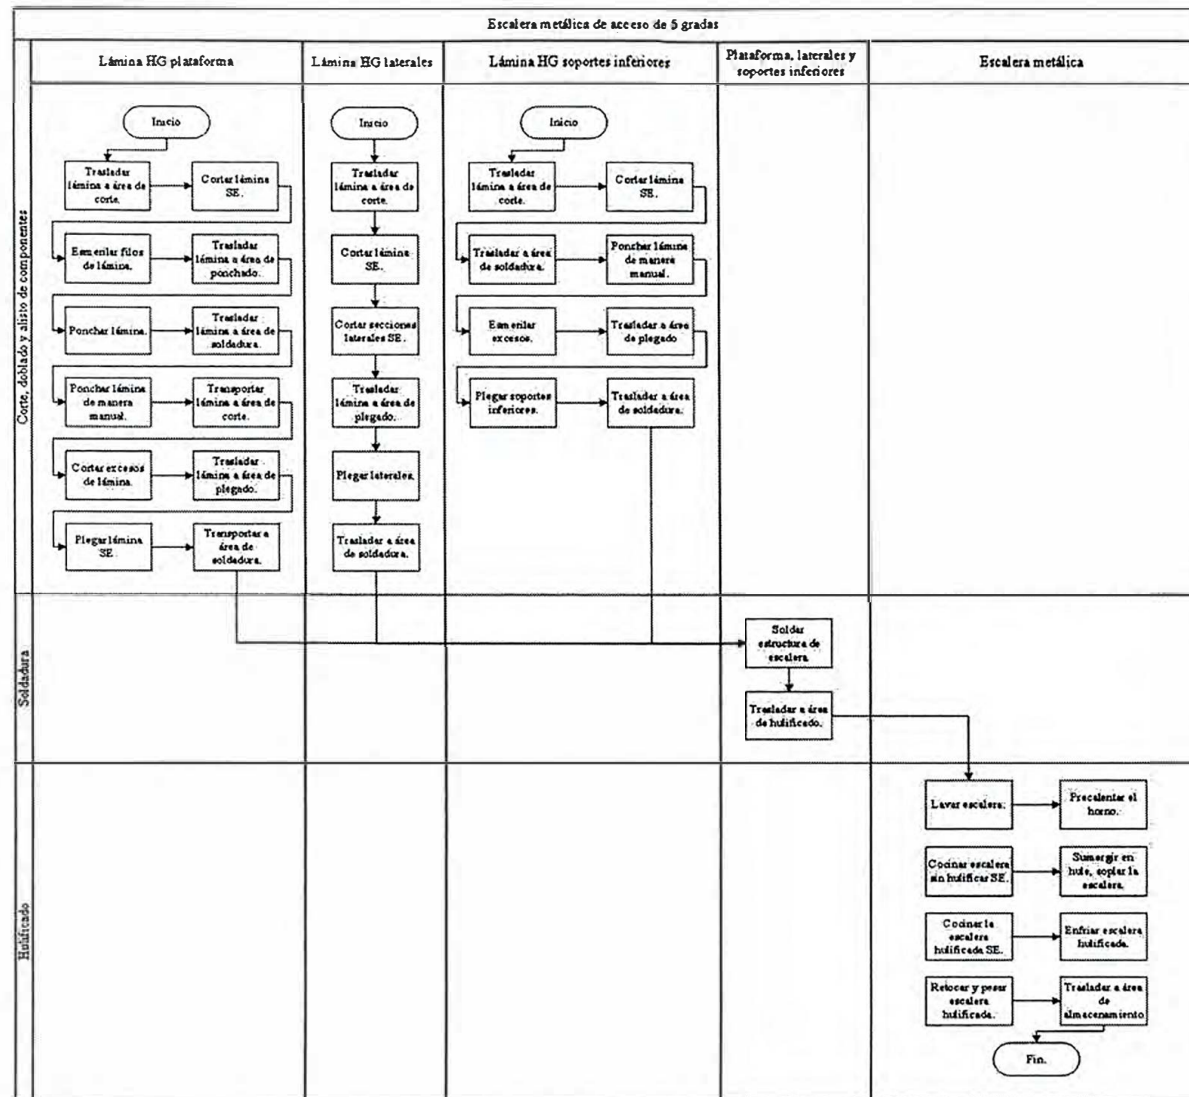 Escalera metálica de acceso de 5 gradas
Lámina HG plataforma
Lámina HG laterales
Lámina HG soportes inferiores
Plataforma, laterales y
soportes inferiores
Escalera metálica
Corte, doblado y alisto de componentes
Inicio
Trasladar
lámina a área de
corte.
Cortar lámina
SE.
Esmerilar filos
de lámina.
Trasladar
lámina a área de
ponchado.
Ponchar lámina.
Trasladar
lámina a área de
soldadura.
Ponchar lámina
de manera
manual.
Transportar
lámina a área de
corte.
Cortar excesos
de lámina.
Trasladar
lámina a área de
plegado.
Plegar lámina
SE.
Transportar a
área de
soldadura.
Inicio
Trasladar
lámina a área de
corte.
Cortar lámina
SE.
Cortar secciones
laterales SE.
Trasladar
lámina a área de
plegado.
Plegar laterales.
Trasladar a área
de soldadura.
Inicio
Trasladar
lámina a área de
corte.
Cortar lámina
SE.
Trasladar a área
de soldadura.
Ponchar lámina
de manera
manual.
Esmerilar
excesos.
Trasladar a área
de plegado
Plegar soportes
inferiores.
Trasladar a área
de soldadura.
Soldadura
Soldar
estructura de
escalera
Trasladar a área
de hulificado.
Hulificado
Lavar escalera.
Precalentar el
horno.
Cocinar escalera
sin hulificar SE.
Sumergir en
hule, soplar la
escalera.
Cocinar la
escalera
hulificada SE.
Enfriar escalera
hulificada.
Retocar y pesar
escalera
hulificada.
Trasladar a área
de
almacenamiento
Fin.